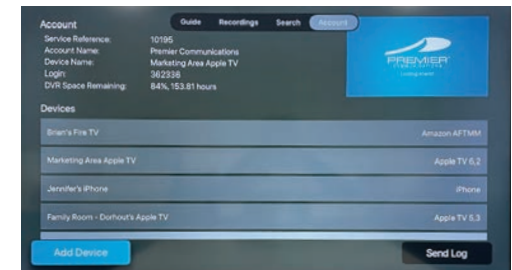 Guide Recordings Search Account
Account
Service Reference: 10195
Account Name: Premier Communications
Device Name: Marketing Area Apple TV
Login: 362336
DVR Space Remaining: 84%, 153.81 hours
PREMIER
Devices
Brian's Fire TV Amazon AFTMM
Marketing Area Apple TV Apple TV 6,2
Jennifer's iPhone iPhone
Family Room - Dorhout's Apple TV Apple TV 5,3
Add Device
Send Log